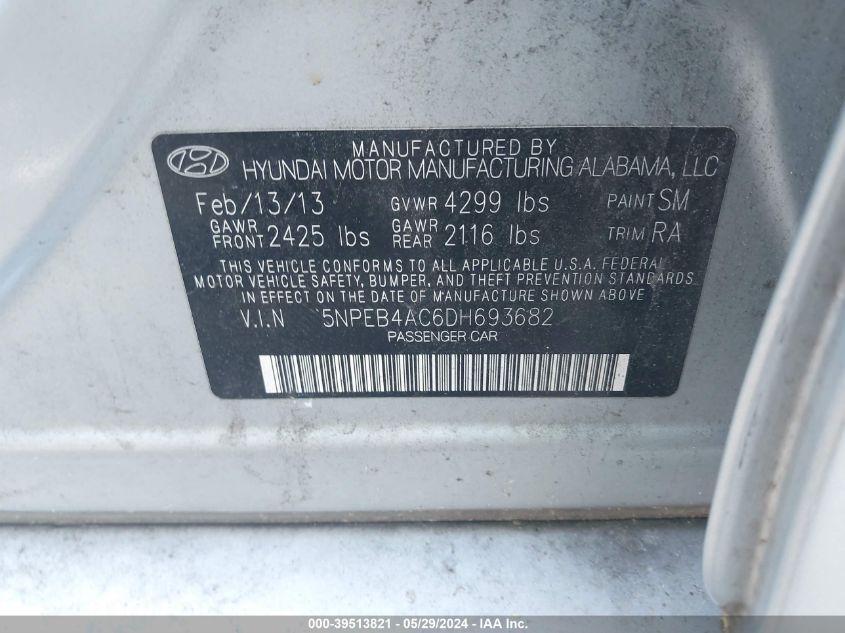 MANUFACTURED BY
HYUNDAI MOTOR MANUFACTURING ALABAMA, LLC
Feb/13/13 GVWR 4299 lbs PAINT SM
GAWR FRONT 2425 lbs GAWR REAR 2116 lbs TRIM RA
THIS VEHICLE CONFORMS TO ALL APPLICABLE U.S.A. FEDERAL
MOTOR VEHICLE SAFETY, BUMPER, AND THEFT PREVENTION STANDARDS
IN EFFECT ON THE DATE OF MANUFACTURE SHOWN ABOVE.
V.I.N 5NPEB4AC6DH693682
PASSENGER CAR
000-39513821 - 05/29/2024 - IAA Inc.